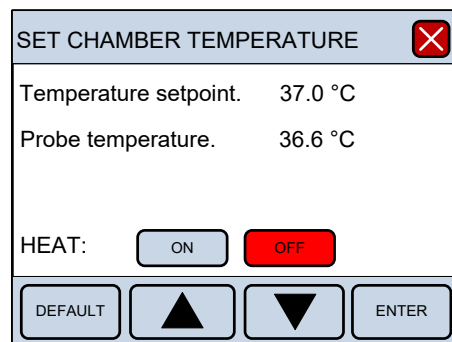 SET CHAMBER TEMPERATURE
Temperature setpoint. 37.0 °C
Probe temperature. 36.6 °C
HEAT: ON OFF
DEFAULT ENTER